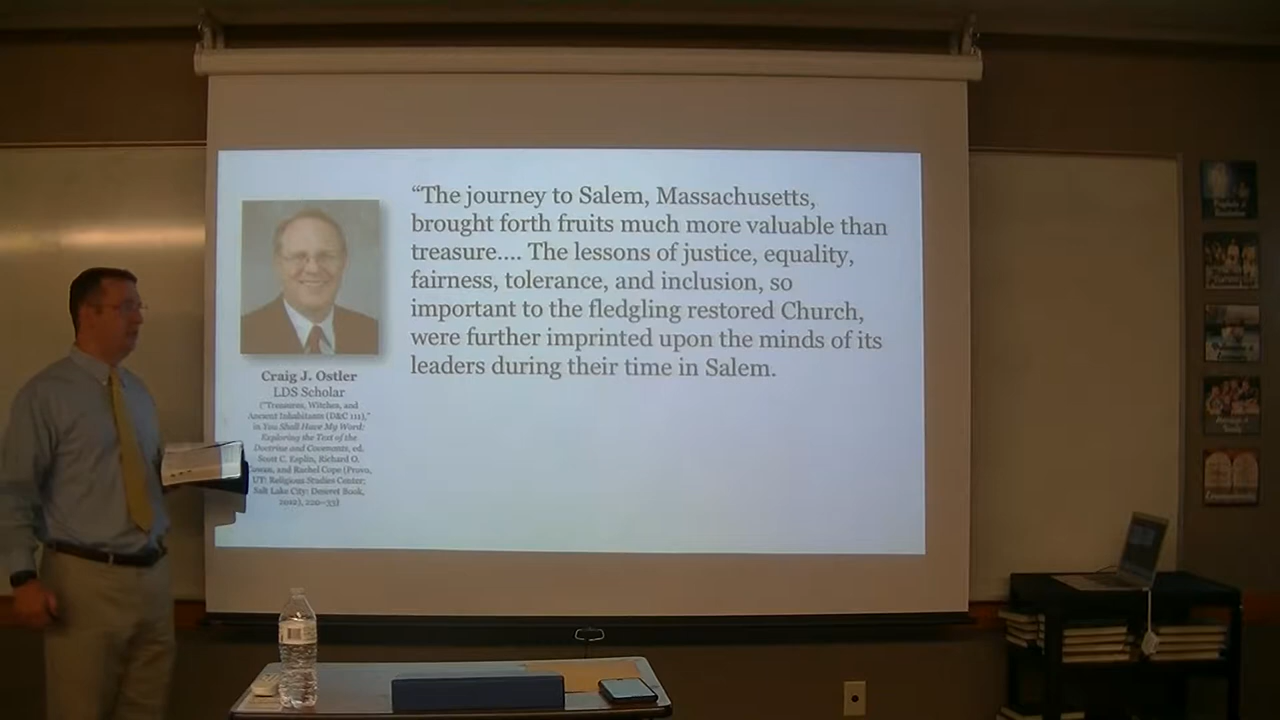 “The journey to Salem, Massachusetts,
brought forth fruits much more valuable than
treasure.... The lessons of justice, equality,
fairness, tolerance, and inclusion, so
important to the fledgling restored Church,
were further imprinted upon the minds of its
leaders during their time in Salem.
Craig J. Ostler
LDS Scholar
(“Treasures, Witches, and
Ancient Inhabitants (D&C 111),”
in You Shall Have My Word:
Exploring the Text of the
Doctrine and Covenants, ed.
Scott C. Esplin, Richard O.
and Rachel Cope (Provo,
UT: Religious Studies Center;
Salt Lake City: Deseret Book,
2012), 220–33)